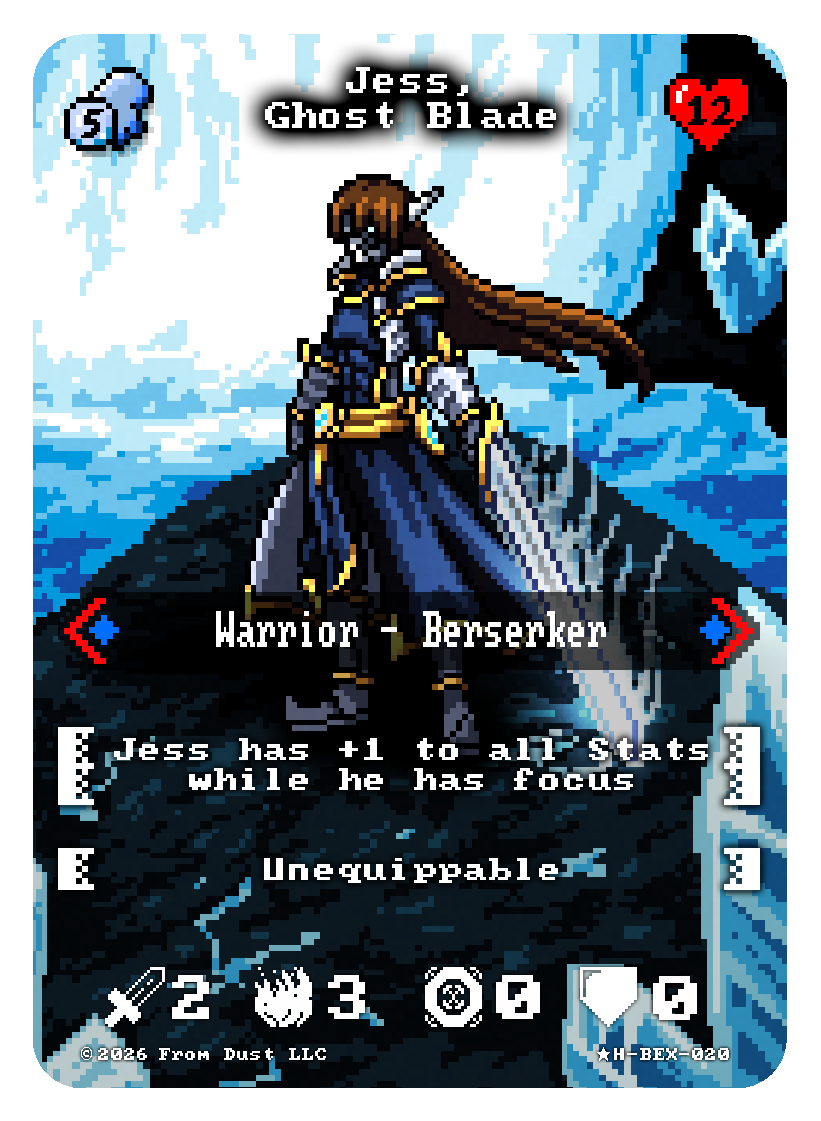 Jess,
Ghost Blade
5
12
Warrior - Berserker
Jess has +1 to all Stats
while he has focus
Unequippable
2 3 0 0
©2026 From Dust LLC
★H-BEX-020